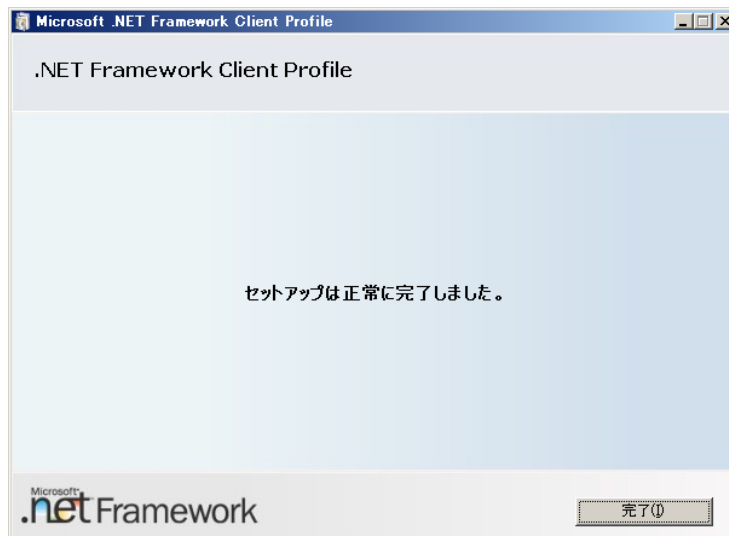 Microsoft .NET Framework Client Profile
.NET Framework Client Profile
セットアップは正常に完了しました。
Microsoft
.net Framework
完了(I)